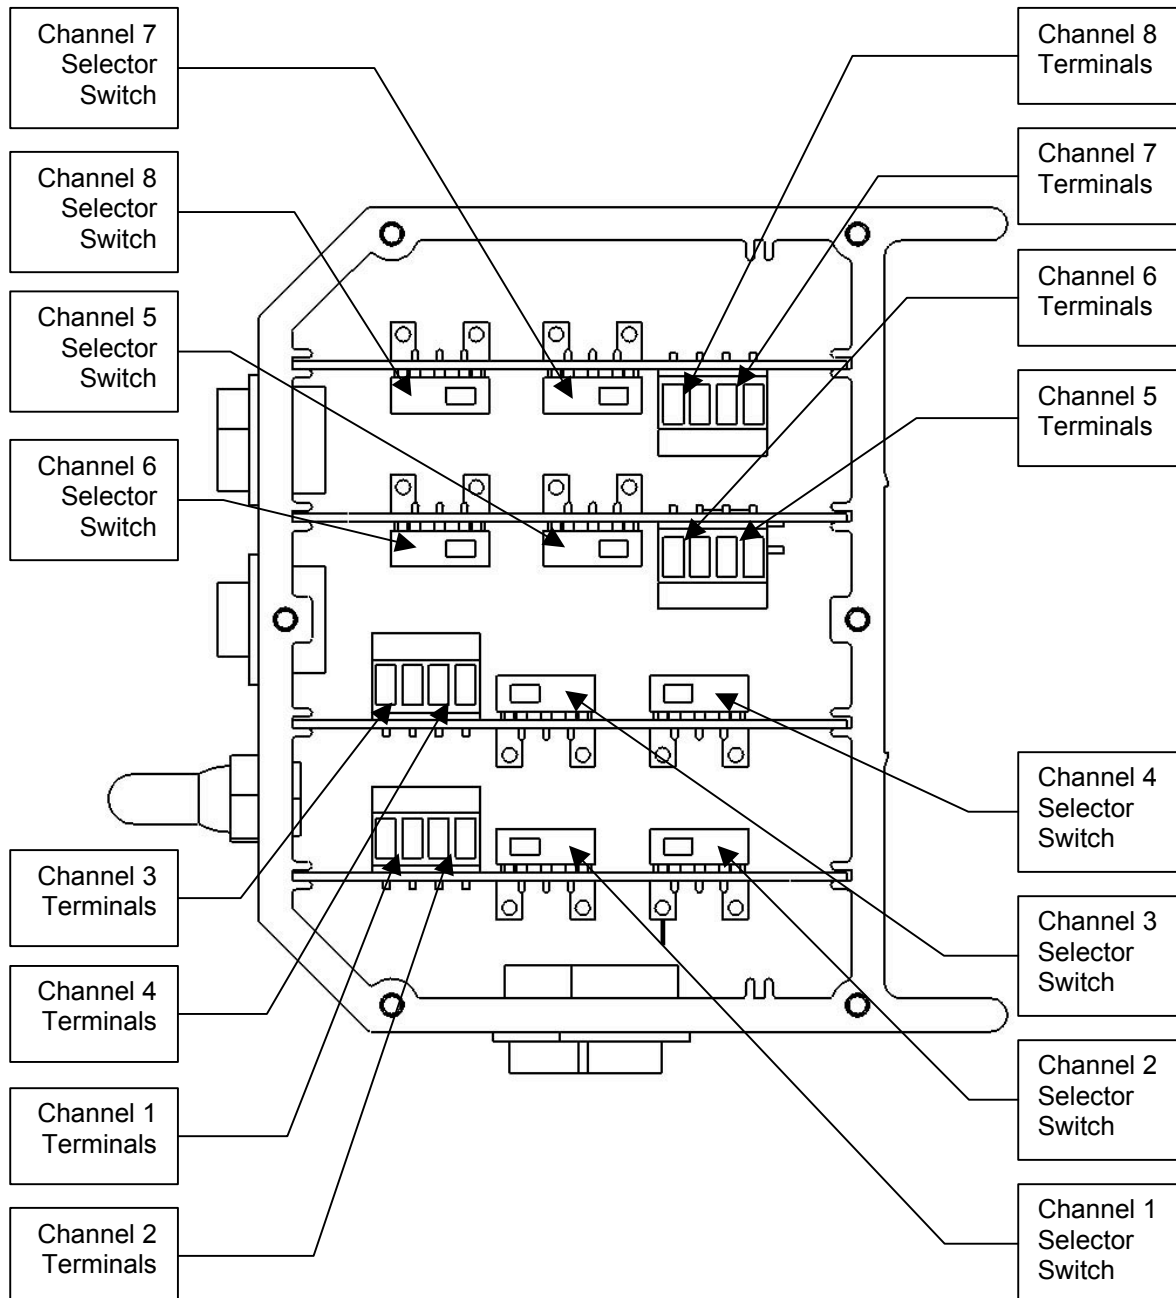 Channel 7
Selector
Switch
Channel 8
Selector
Switch
Channel 5
Selector
Switch
Channel 6
Selector
Switch
Channel 3
Terminals
Channel 4
Terminals
Channel 1
Terminals
Channel 2
Terminals
Channel 8
Terminals
Channel 7
Terminals
Channel 6
Terminals
Channel 5
Terminals
Channel 4
Selector
Switch
Channel 3
Selector
Switch
Channel 2
Selector
Switch
Channel 1
Selector
Switch